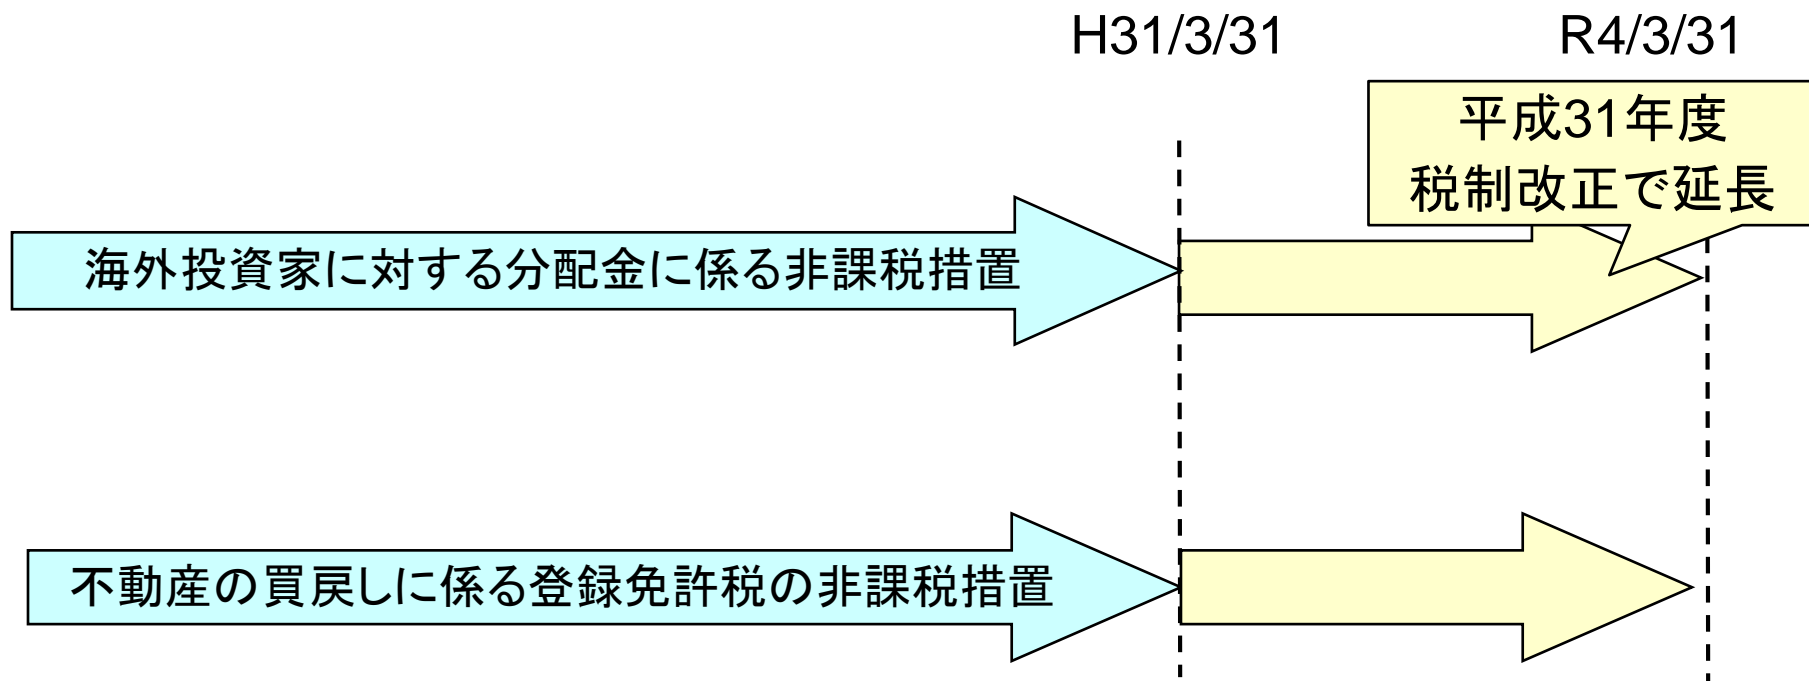 H31/3/31
R4/3/31
平成31年度
税制改正で延長
海外投資家に対する分配金に係る非課税措置
不動産の買戻しに係る登録免許税の非課税措置